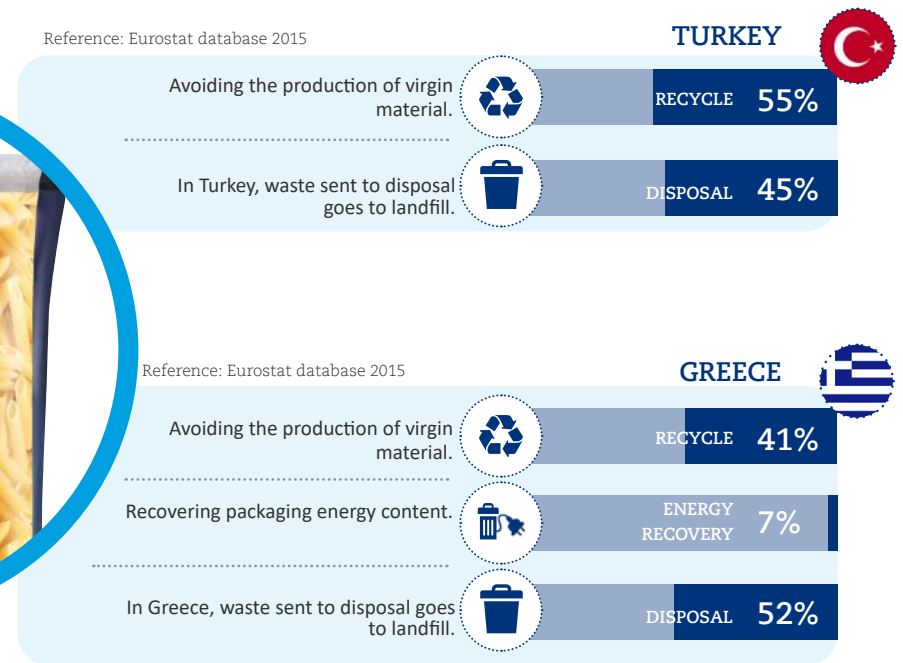 Reference: Eurostat database 2015
TURKEY
Avoiding the production of virgin
material.
RECYCLE 55%
In Turkey, waste sent to disposal
goes to landfill.
DISPOSAL 45%
Reference: Eurostat database 2015
GREECE
Avoiding the production of virgin
material.
RECYCLE 41%
Recovering packaging energy content.
ENERGY
RECOVERY 7%
In Greece, waste sent to disposal goes
to landfill.
DISPOSAL 52%